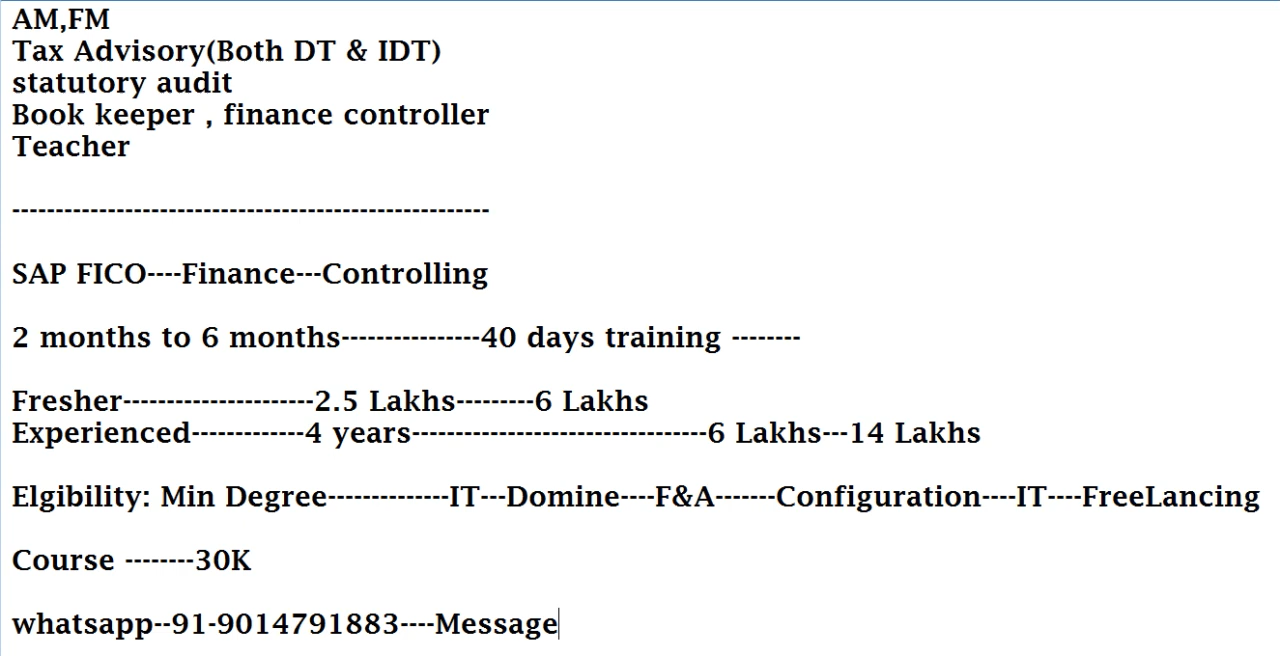 AM,FM
Tax Advisory(Both DT & IDT)
statutory audit
Book keeper , finance controller
Teacher
-------------------------------------------------------
SAP FICO----Finance---Controlling
2 months to 6 months----------------40 days training --------
Fresher----------------------2.5 Lakhs---------6 Lakhs
Experienced-------------4 years----------------------------------6 Lakhs---14 Lakhs
Elgibility: Min Degree--------------IT---Domine----F&A-------Configuration----IT----FreeLancing
Course --------30K
whatsapp--91-9014791883----Message